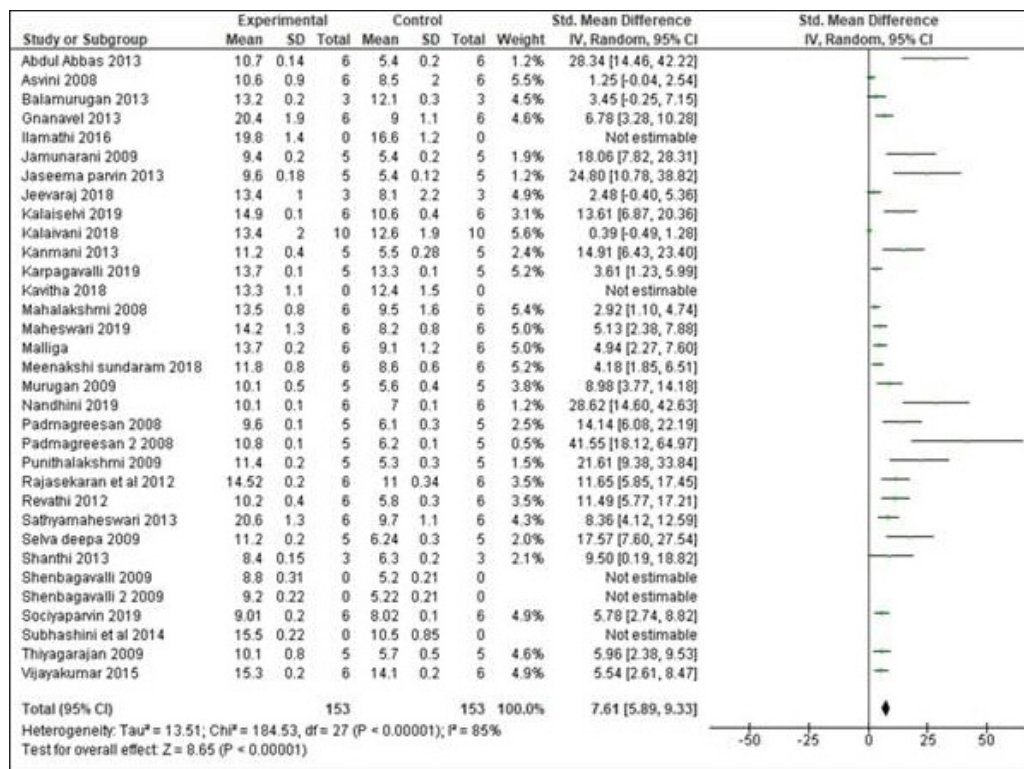 Experimental Control Std. Mean Difference Std. Mean Difference
Study or Subgroup Mean SD Total Mean SD Total Weight IV, Random, 95% CI IV, Random, 95% CI
Abdul Abbas 2013 10.7 0.14 6 5.4 0.2 6 1.2% 28.34 [14.46, 42.22]
Asvini 2008 10.6 0.9 6 8.5 2 6 5.5% 1.25 [-0.04, 2.54]
Balamurugan 2013 13.2 0.2 3 12.1 0.3 3 4.5% 3.45 [-0.25, 7.15]
Gnanavel 2013 20.4 1.9 6 9 1.1 6 4.6% 6.78 [3.28, 10.28]
Ilamathi 2016 19.8 1.4 0 16.6 1.2 0 Not estimable
Jamunarani 2009 9.4 0.2 5 5.4 0.2 5 1.9% 18.06 [7.82, 28.31]
Jaseema parvin 2013 9.6 0.18 5 5.4 0.12 5 1.2% 24.80 [10.78, 38.82]
Jeevaraj 2018 13.4 1 3 8.1 2.2 3 4.9% 2.48 [-0.40, 5.36]
Kalaiselvi 2019 14.9 0.1 6 10.6 0.4 6 3.1% 13.61 [6.87, 20.36]
Kalaivani 2018 13.4 2 10 12.6 1.9 10 5.6% 0.39 [-0.49, 1.28]
Kanmani 2013 11.2 0.4 5 5.5 0.28 5 2.4% 14.91 [6.43, 23.40]
Karpagavalli 2019 13.7 0.1 5 13.3 0.1 5 5.2% 3.61 [1.23, 5.99]
Kavitha 2018 13.3 1.1 0 12.4 1.5 0 Not estimable
Mahalakshmi 2008 13.5 0.8 6 9.5 1.6 6 5.4% 2.92 [1.10, 4.74]
Maheswari 2019 14.2 1.3 6 8.2 0.8 6 5.0% 5.13 [2.38, 7.88]
Malliga 13.7 0.2 6 9.1 1.2 6 5.0% 4.94 [2.27, 7.60]
Meenakshi sundaram 2018 11.8 0.8 6 8.6 0.6 6 5.2% 4.18 [1.85, 6.51]
Murugan 2009 10.1 0.5 5 5.6 0.4 5 3.8% 8.98 [3.77, 14.18]
Nandhini 2019 10.1 0.1 6 7 0.1 6 1.2% 28.62 [14.60, 42.63]
Padmagreesan 2008 9.6 0.1 5 6.1 0.3 5 2.5% 14.14 [6.08, 22.19]
Padmagreesan 2 2008 10.8 0.1 5 6.2 0.1 5 0.5% 41.55 [18.12, 64.97]
Punithalakshmi 2009 11.4 0.2 5 5.3 0.3 5 1.5% 21.61 [9.38, 33.84]
Rajasekaran et al 2012 14.52 0.2 6 11 0.34 6 3.5% 11.65 [5.85, 17.45]
Revathi 2012 10.2 0.4 6 5.8 0.3 6 3.5% 11.49 [5.77, 17.21]
Sathyamaheswari 2013 20.6 1.3 6 9.7 1.1 6 4.3% 8.36 [4.12, 12.59]
Selva deepa 2009 11.2 0.2 5 6.24 0.3 5 2.0% 17.57 [7.60, 27.54]
Shanthi 2013 8.4 0.15 3 6.3 0.2 3 2.1% 9.50 [0.19, 18.82]
Shenbagavalli 2009 8.8 0.31 0 5.2 0.21 0 Not estimable
Shenbagavalli 2 2009 9.2 0.22 0 5.22 0.21 0 Not estimable
Sociyaparvin 2019 9.01 0.2 6 8.02 0.1 6 4.9% 5.78 [2.74, 8.82]
Subhashini et al 2014 15.5 0.22 0 10.5 0.85 0 Not estimable
Thiyagarajan 2009 10.1 0.8 5 5.7 0.5 5 4.6% 5.96 [2.38, 9.53]
Vijayakumar 2015 15.3 0.2 6 14.1 0.2 6 4.9% 5.54 [2.61, 8.47]
Total (95% CI) 153 153 100.0% 7.61 [5.89, 9.33]
Heterogeneity: Tau² = 13.51; Chi² = 184.53, df = 27 (P < 0.00001); I² = 85%
Test for overall effect: Z = 8.65 (P < 0.00001)
-50 -25 0 25 50